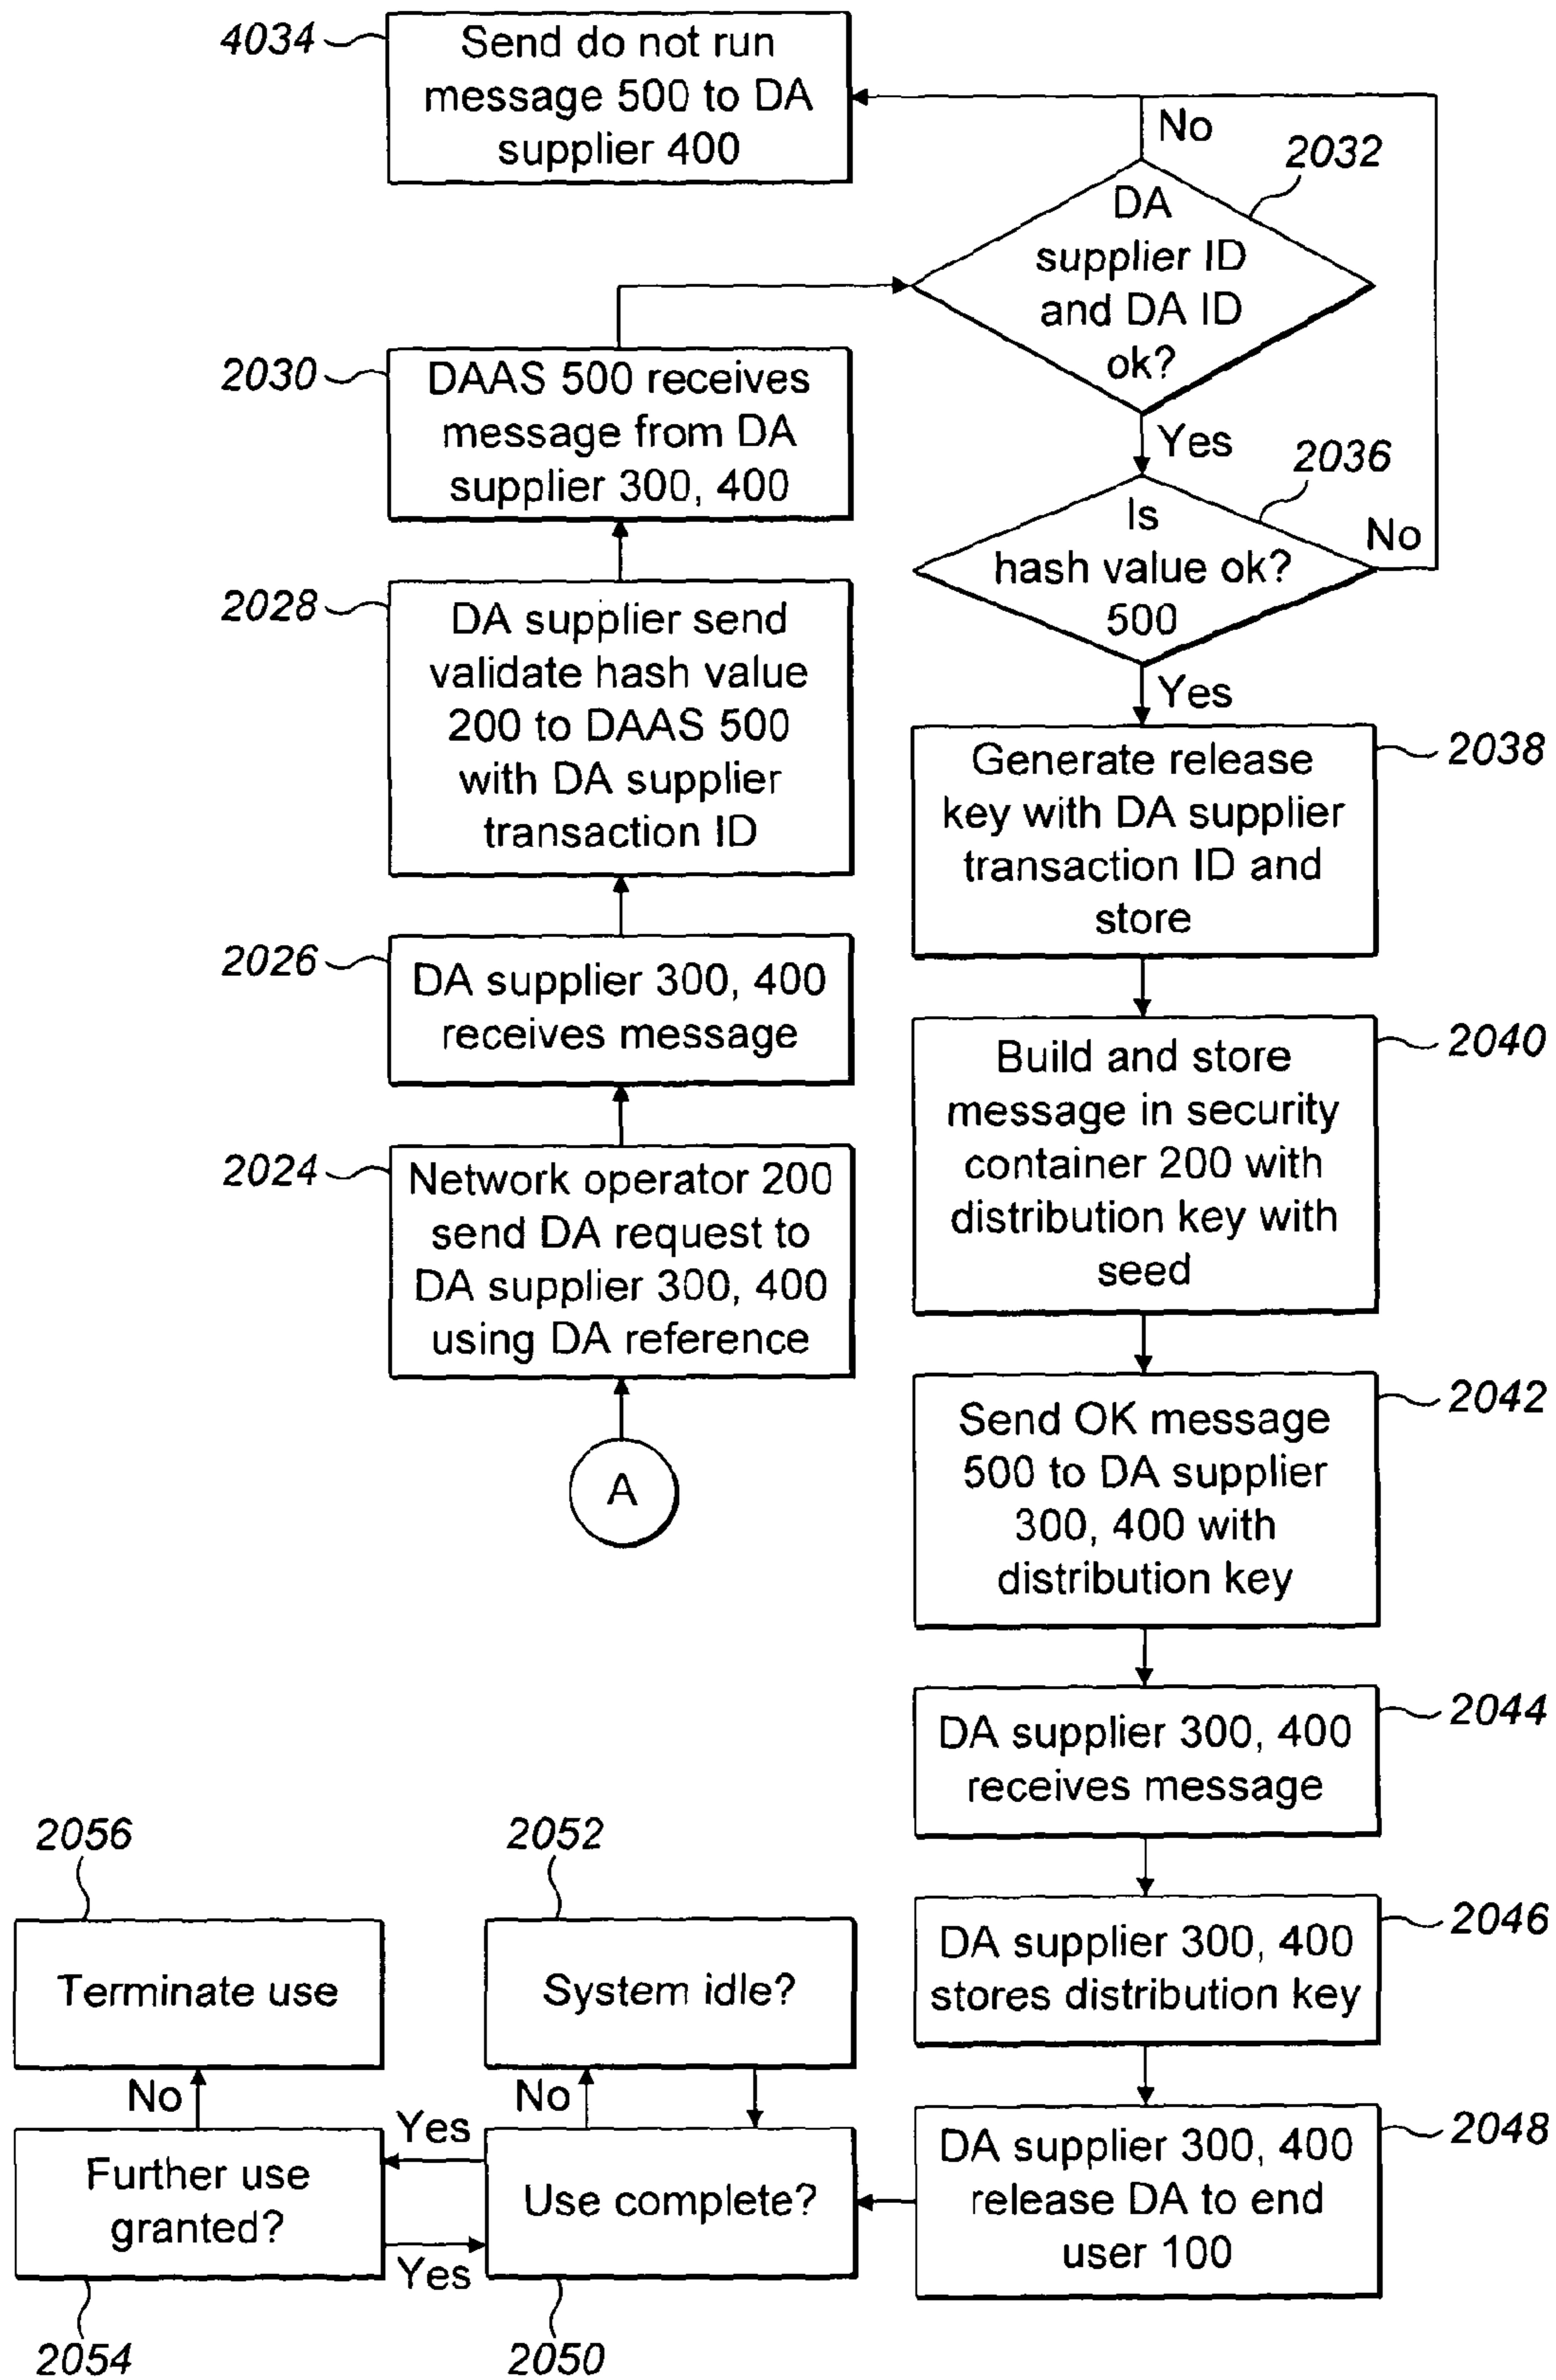 4034
Send do not run
message 500 to DA
supplier 400
No
2032
DA
supplier ID
and DA ID
ok?
2030
DAAS 500 receives
message from DA
supplier 300, 400
Yes
2036
Is
hash value ok?
500
No
2028
DA supplier send
validate hash value
200 to DAAS 500
with DA supplier
transaction ID
Yes
Generate release
key with DA supplier
transaction ID and
store
2038
2026
DA supplier 300, 400
receives message
Build and store
message in security
container 200 with
distribution key with
seed
2040
2024
Network operator 200
send DA request to
DA supplier 300, 400
using DA reference
A
Send OK message
500 to DA supplier
300, 400 with
distribution key
2042
DA supplier 300, 400
receives message
2044
DA supplier 300, 400
stores distribution key
2046
DA supplier 300, 400
release DA to end
user 100
2048
2056
Terminate use
2052
System idle?
No
No
Yes
Further use
granted?
Use complete?
Yes
2054
2050